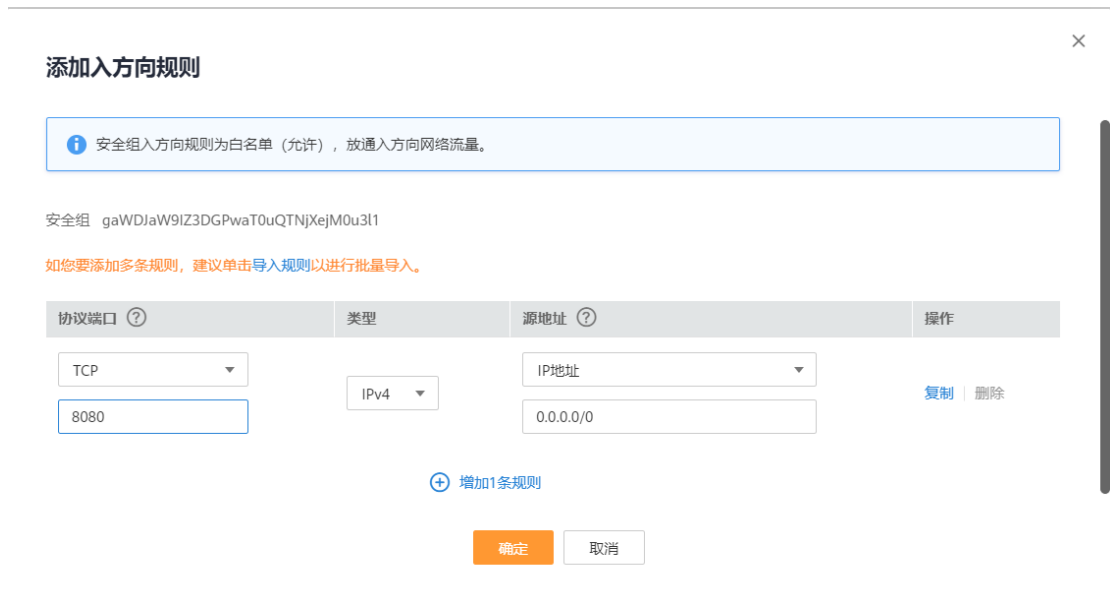 添加入方向规则
安全组入方向规则为白名单（允许），放通入方向网络流量。
安全组 gaWDJaW9IZ3DGPwaT0uQTNjXejM0u3l1
如您要添加多条规则，建议单击导入规则以进行批量导入。
协议端口 类型 源地址 操作
TCP IPv4 IP地址 复制 删除
8080 0.0.0.0/0
增加1条规则
确定 取消